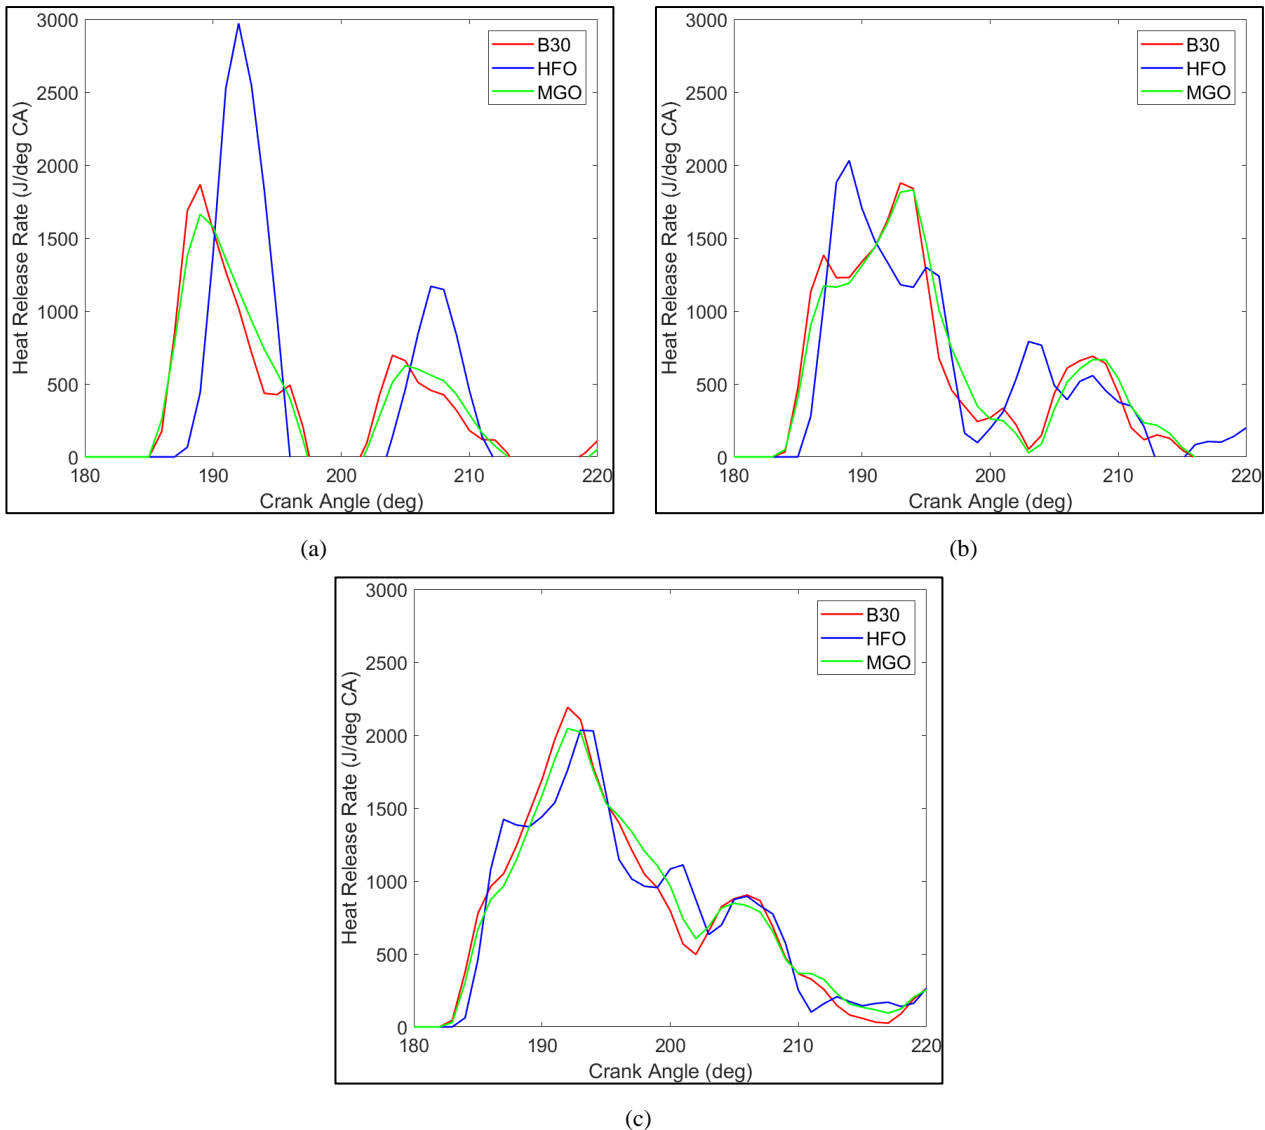 3000
2500
2000
1500
1000
500
0
Heat Release Rate (J/deg CA)
B30
HFO
MGO
180
190
200
210
220
Crank Angle (deg)
(a)
3000
2500
2000
1500
1000
500
0
Heat Release Rate (J/deg CA)
B30
HFO
MGO
180
190
200
210
220
Crank Angle (deg)
(b)
3000
2500
2000
1500
1000
500
0
Heat Release Rate (J/deg CA)
B30
HFO
MGO
180
190
200
210
220
Crank Angle (deg)
(c)